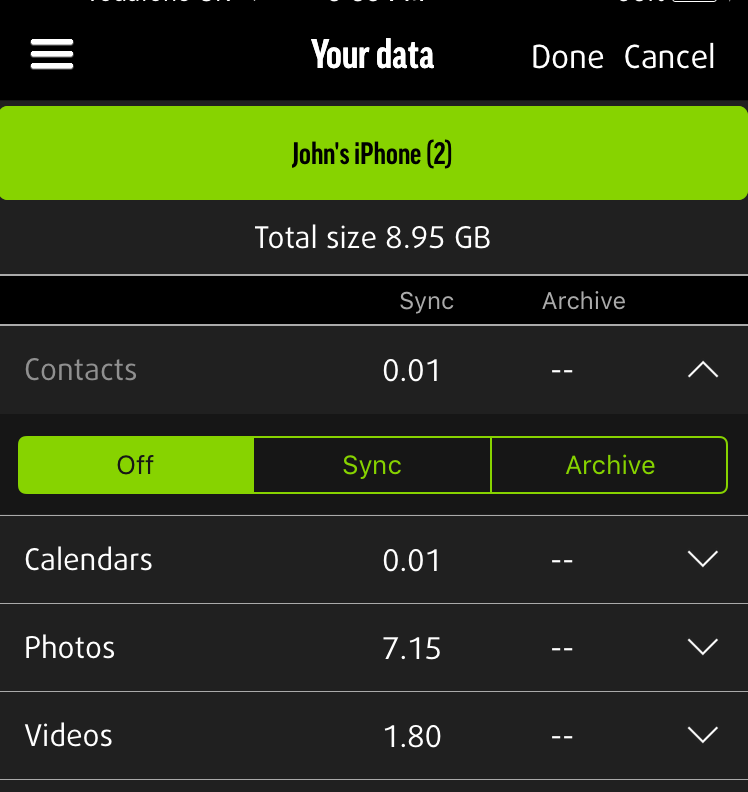 Your data Done Cancel
John's iPhone (2)
Total size 8.95 GB
Sync Archive
Contacts 0.01 --
Off Sync Archive
Calendars 0.01 --
Photos 7.15 --
Videos 1.80 --